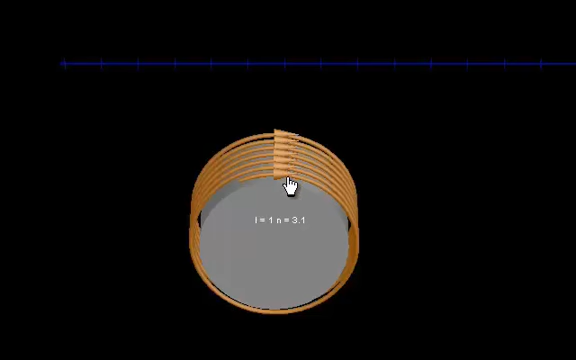 I = 1 n = 3.1